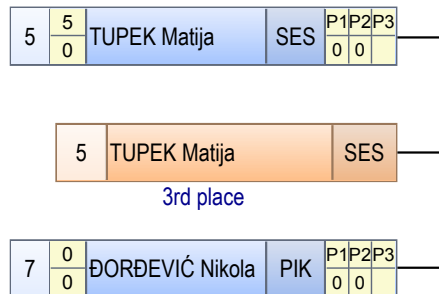 5 5 0 TUPEK Matija SES P1 P2 P3 0 0
5 TUPEK Matija SES
3rd place
7 0 0 ĐORĐEVIĆ Nikola PIK P1 P2 P3 0 0